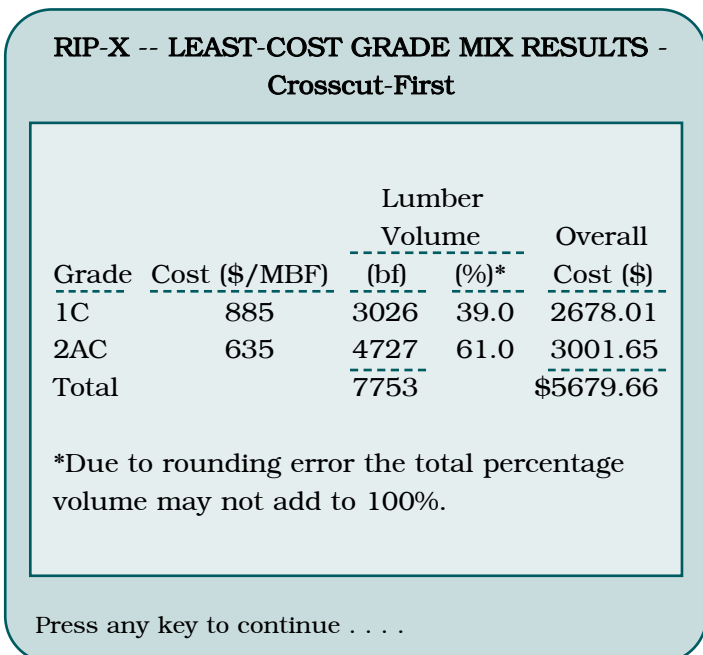 RIP-X -- LEAST-COST GRADE MIX RESULTS -
Crosscut-First
Lumber
Volume Overall
Grade Cost ($/MBF) (bf) (%)* Cost ($)
1C 885 3026 39.0 2678.01
2AC 635 4727 61.0 3001.65
Total 7753 $5679.66
*Due to rounding error the total percentage
volume may not add to 100%.
Press any key to continue . . . .